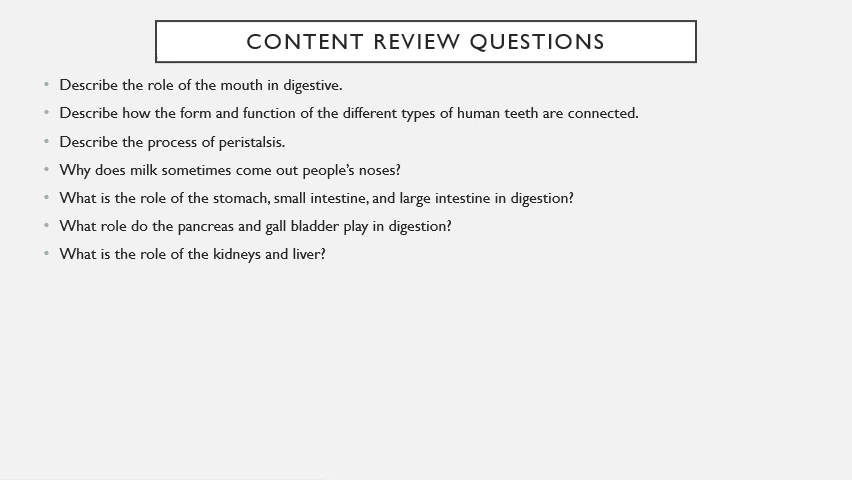 CONTENT REVIEW QUESTIONS
• Describe the role of the mouth in digestive.
• Describe how the form and function of the different types of human teeth are connected.
• Describe the process of peristalsis.
• Why does milk sometimes come out people’s noses?
• What is the role of the stomach, small intestine, and large intestine in digestion?
• What role do the pancreas and gall bladder play in digestion?
• What is the role of the kidneys and liver?